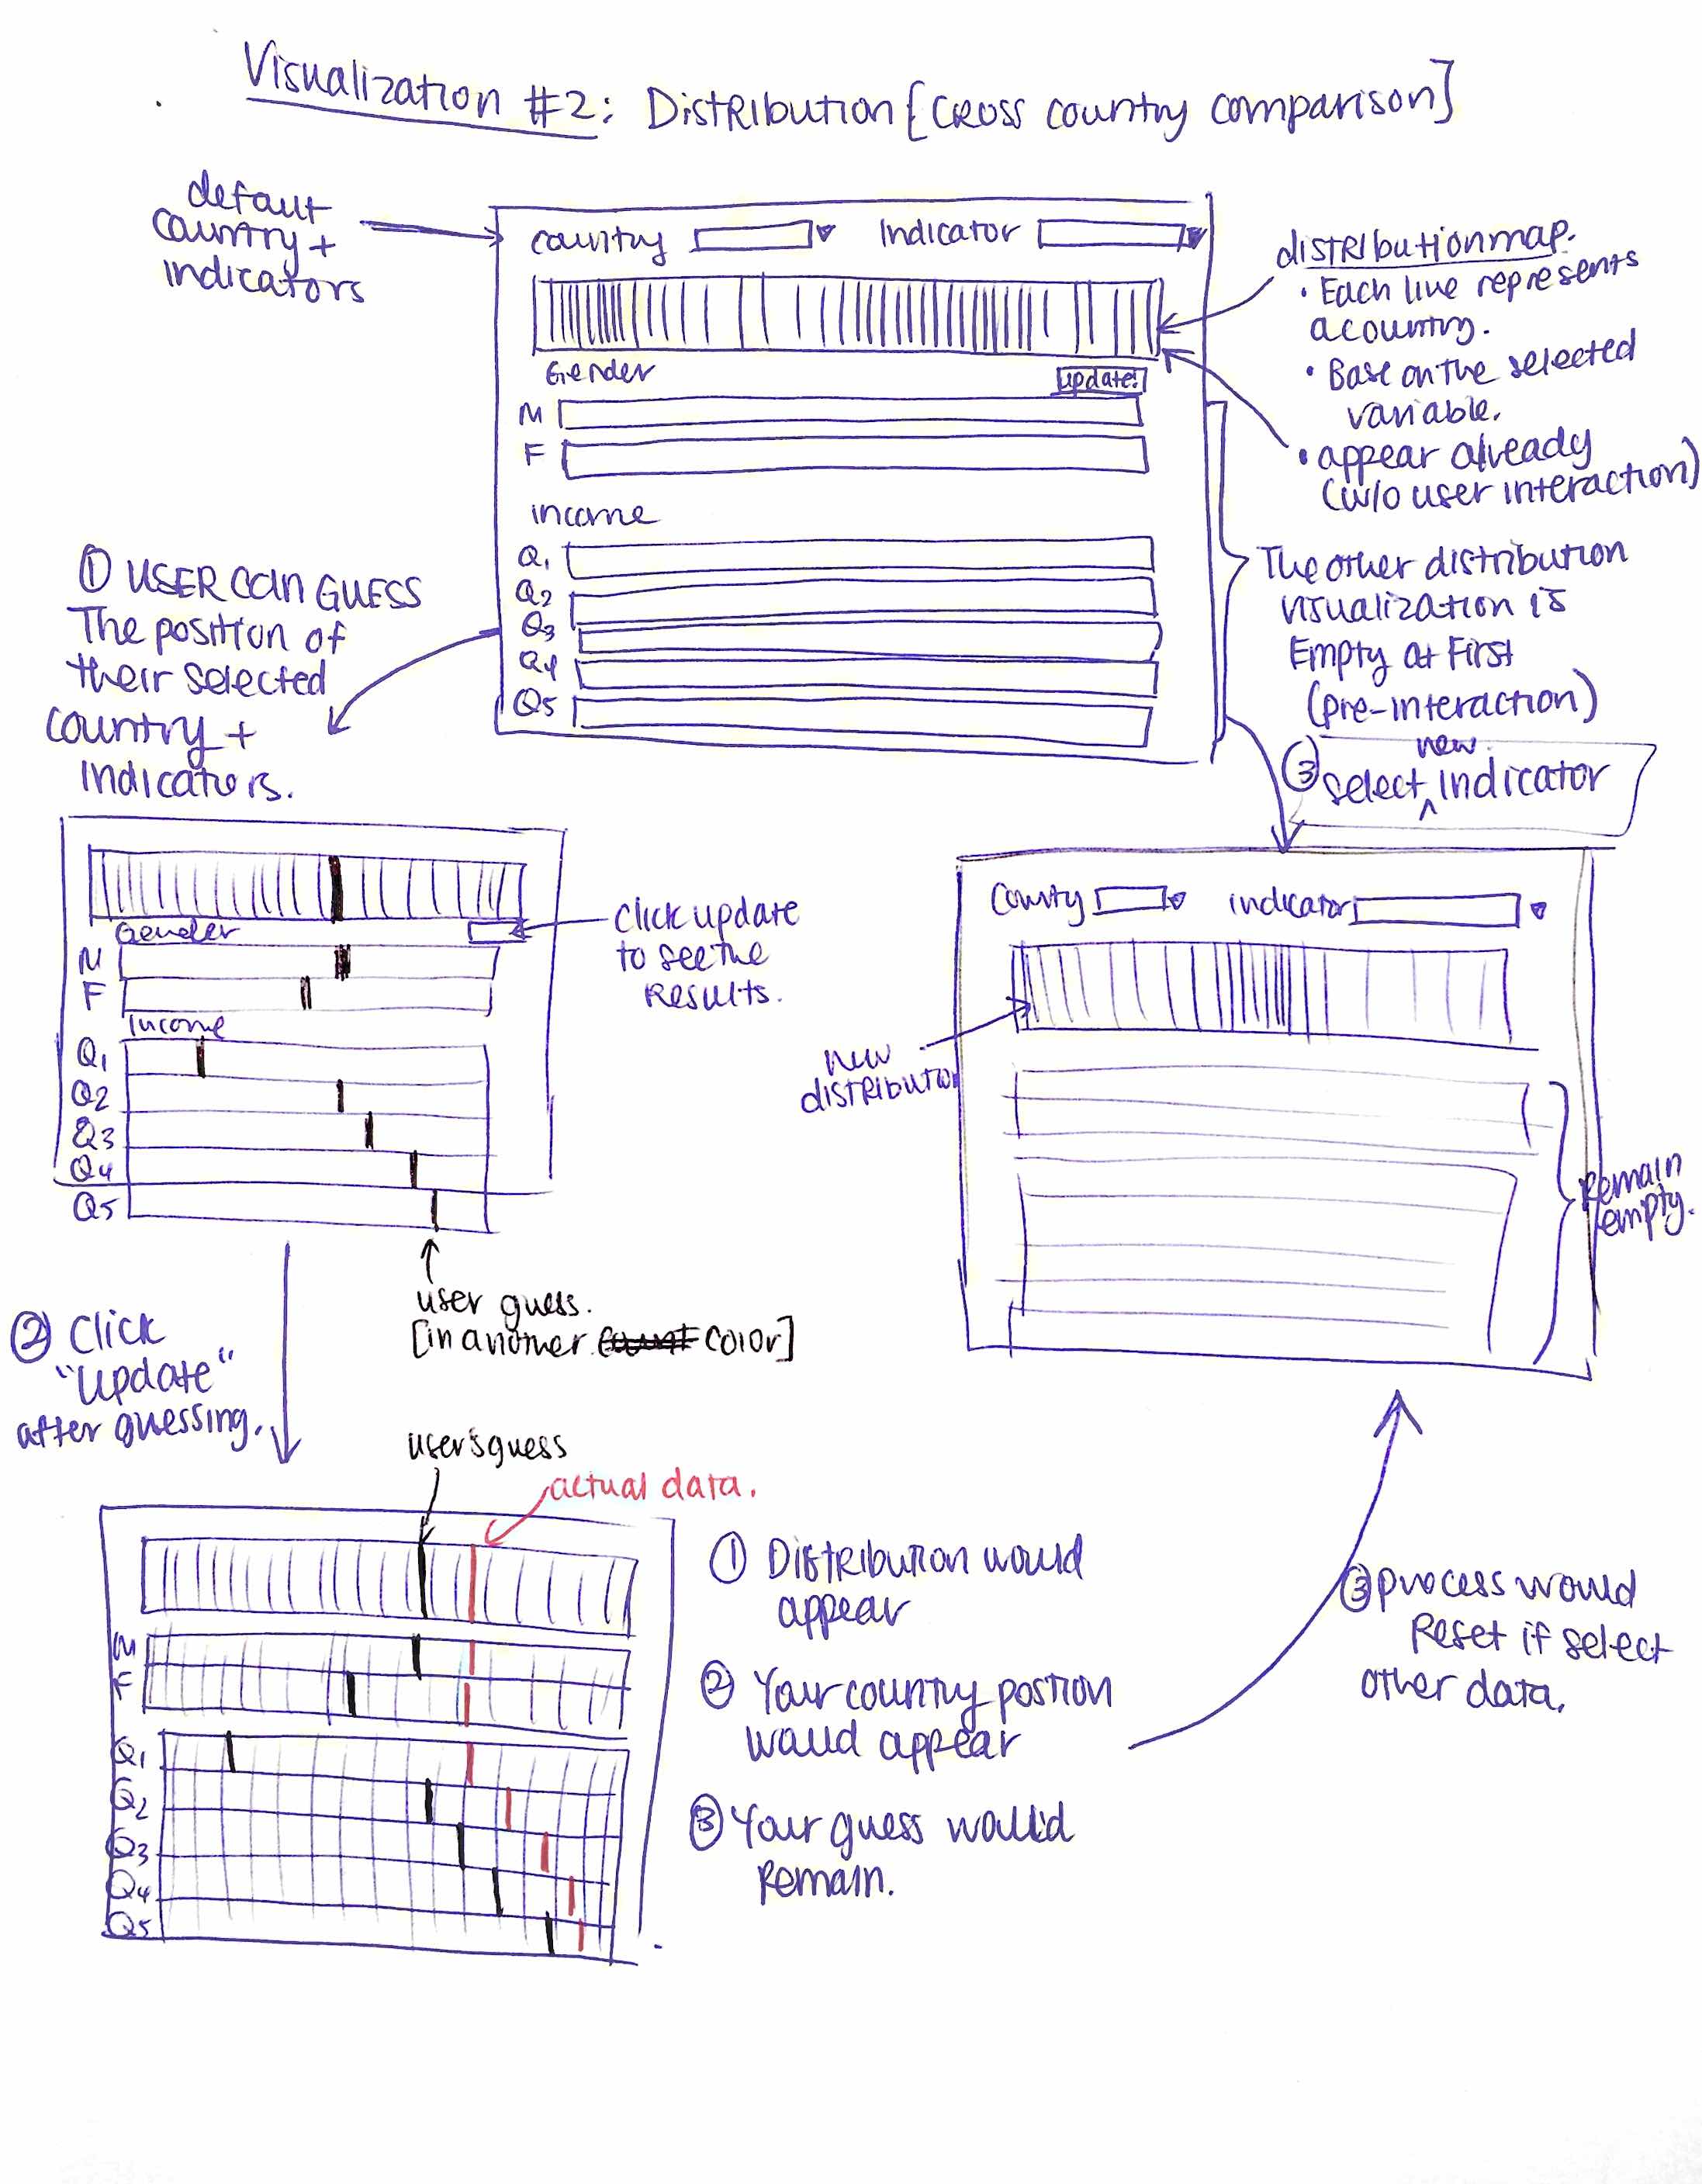 Visualization #2: Distribution [cross country comparison]
defaut
country +
indicators
country
Indicator
distribution map.
• Each line represents
a country.
• Base on the selected
variable.
• appear already
(w/o user interaction)
Gender
update!
M
F
income
Q1
Q2
Q3
Q4
Q5
The other distribution
visualization is
Empty at First
(pre-interaction)
① USER can GUESS
The position of
their selected
country +
Indicators.
③ select ^ new Indicator
Gender
M
F
Income
Q1
Q2
Q3
Q4
Q5
click update
to see the
Results.
user guess.
[in another color]
County
indicator
new
distribution
Remain
empty.
② Click
"update"
after guessing.
user's guess
actual data.
M
F
Q1
Q2
Q3
Q4
Q5
① Distribution would
appear
② Your country postion
would appear
③ Your guess would
Remain.
③ process would
Reset if select
other data.